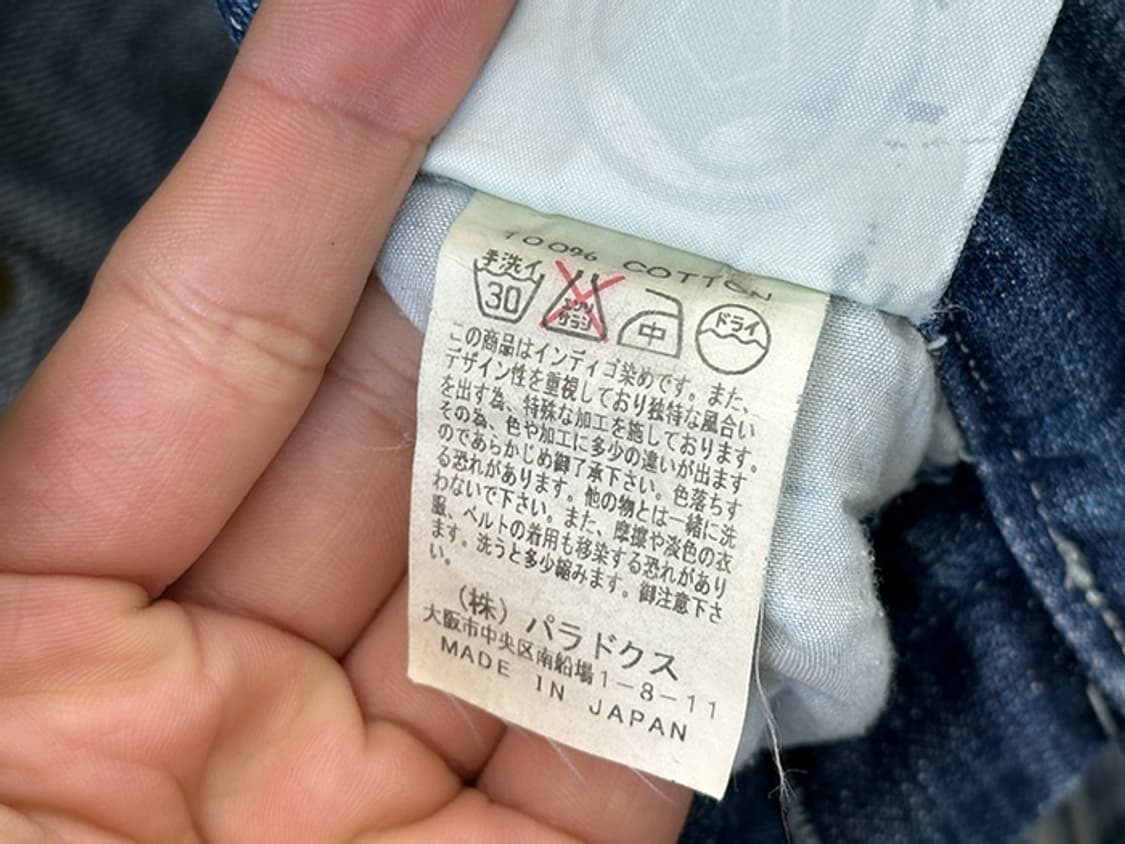 100% COTTON
手洗イ
30
エンソ
サラシ
中
ドライ
この商品はインディゴ染めです。また、
デザイン性を重視しており独特な風合い
を出す為、特殊な加工を施しております。
その為、色や加工に多少の違いが出ます
のであらかじめ御了承下さい。色落ちす
る恐れがあります。他の物とは一緒に洗
わないで下さい。また、摩擦や淡色の衣
服、ベルトの着用も移染する恐れがあり
ます。洗うと多少縮みます。御注意下さ
い。
（株）パラドクス
大阪市中央区南船場1-8-11
MADE IN JAPAN